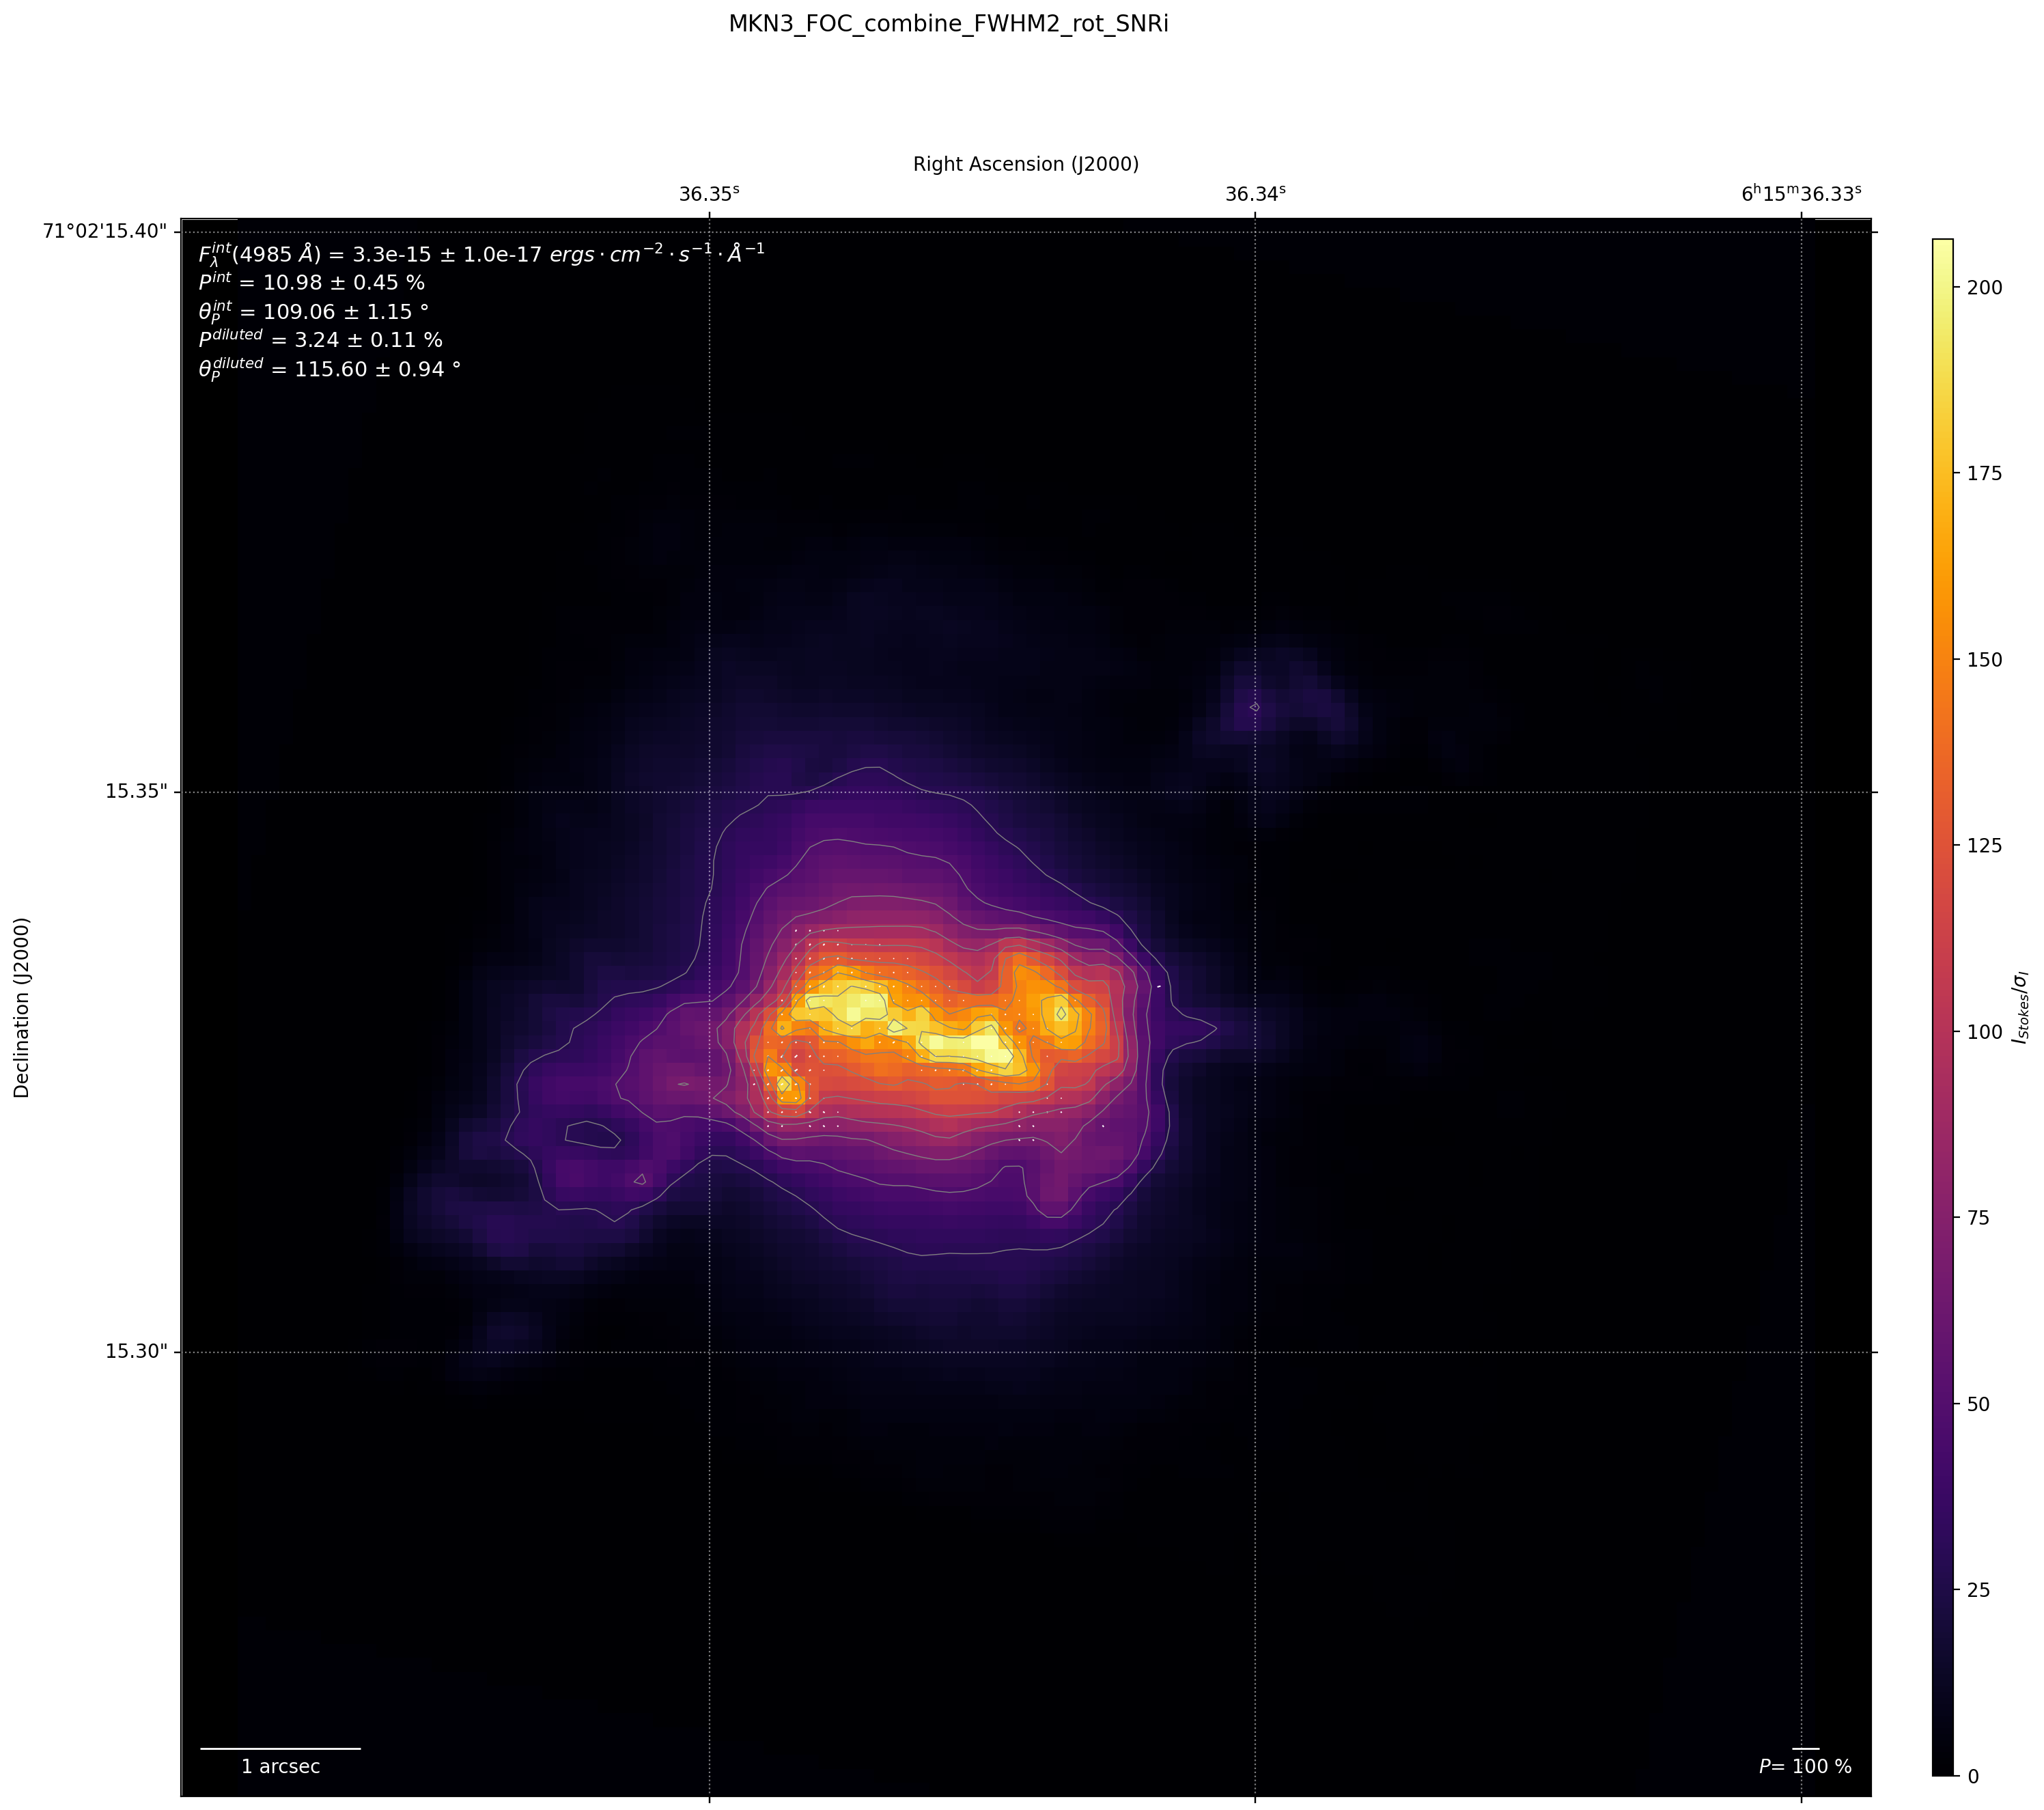 MKN3_FOC_combine_FWHM2_rot_SNRi
Right Ascension (J2000)
36.35ˢ 36.34ˢ 6ʰ15ᵐ36.33ˢ
71°02'15.40"
15.35"
15.30"
Declination (J2000)
F_λ^int(4985 Å) = 3.3e-15 ± 1.0e-17 ergs · cm⁻² · s⁻¹ · Å⁻¹
P^int = 10.98 ± 0.45 %
θ_P^int = 109.06 ± 1.15 °
P^diluted = 3.24 ± 0.11 %
θ_P^diluted = 115.60 ± 0.94 °
1 arcsec
P= 100 %
200
175
150
125
100
75
50
25
0
I_Stokes/σ_I